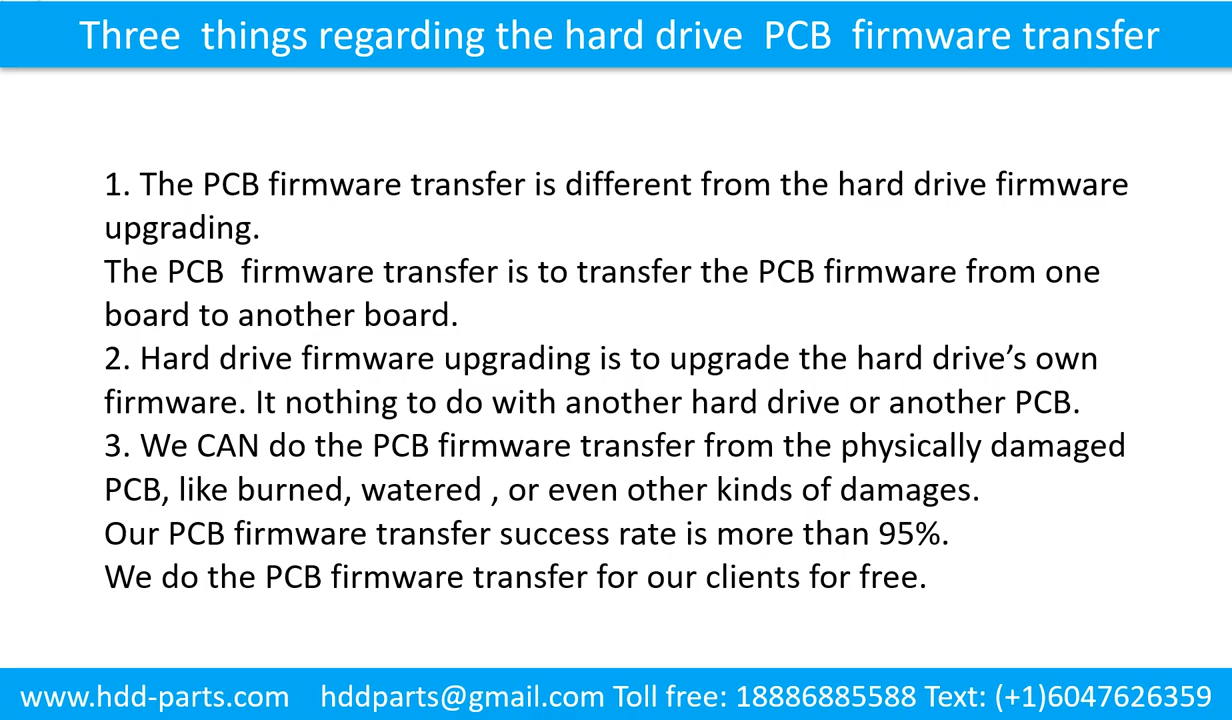 Three things regarding the hard drive PCB firmware transfer
1. The PCB firmware transfer is different from the hard drive firmware
upgrading.
The PCB firmware transfer is to transfer the PCB firmware from one
board to another board.
2. Hard drive firmware upgrading is to upgrade the hard drive’s own
firmware. It nothing to do with another hard drive or another PCB.
3. We CAN do the PCB firmware transfer from the physically damaged
PCB, like burned, watered , or even other kinds of damages.
Our PCB firmware transfer success rate is more than 95%.
We do the PCB firmware transfer for our clients for free.
www.hdd-parts.com hddparts@gmail.com Toll free: 18886885588 Text: (+1)6047626359